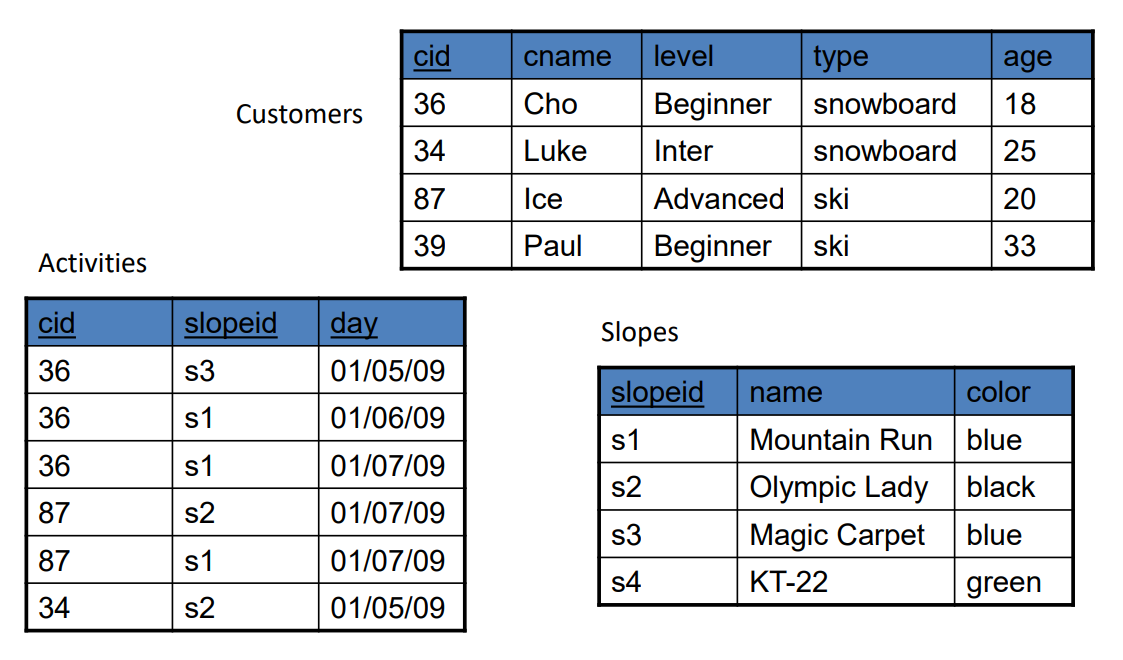 Customers
cid cname level type age
36 Cho Beginner snowboard 18
34 Luke Inter snowboard 25
87 Ice Advanced ski 20
39 Paul Beginner ski 33
Activities
cid slopeid day
36 s3 01/05/09
36 s1 01/06/09
36 s1 01/07/09
87 s2 01/07/09
87 s1 01/07/09
34 s2 01/05/09
Slopes
slopeid name color
s1 Mountain Run blue
s2 Olympic Lady black
s3 Magic Carpet blue
s4 KT-22 green